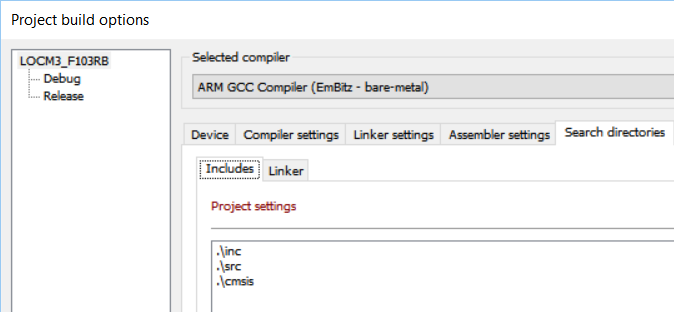 Project build options
LOCM3_F103RB
Debug
Release
Selected compiler
ARM GCC Compiler (EmBitz - bare-metal)
Device Compiler settings Linker settings Assembler settings Search directories
Includes Linker
Project settings
.\inc
.\src
.\cmsis